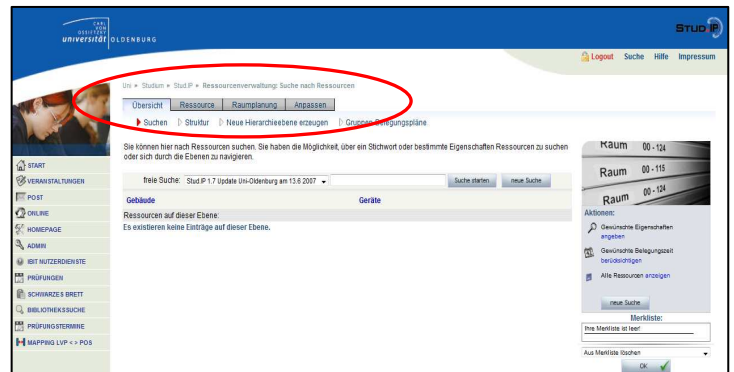 CARL
VON
OSSIETZKY
universität OLDENBURG
STUD IP
Logout Suche Hilfe Impressum
Uni » Studium » Stud.IP » Ressourcenverwaltung: Suche nach Ressourcen
Übersicht Ressource Raumplanung Anpassen
Suchen Struktur Neue Hierarchieebene erzeugen Gruppen-Belegungspläne
Sie können hier nach Ressourcen suchen. Sie haben die Möglichkeit, über ein Stichwort oder bestimmte Eigenschaften Ressourcen zu suchen
oder sich durch die Ebenen zu navigieren.
freie Suche: Stud.IP 1.7 Update Uni-Oldenburg am 13.6.2007 Suche starten neue Suche
Gebäude Geräte
Ressourcen auf dieser Ebene:
Es existieren keine Einträge auf dieser Ebene.
START
VERANSTALTUNGEN
POST
ONLINE
HOMEPAGE
ADMIN
IBIT NUTZERDIENSTE
PRÜFUNGEN
SCHWARZES BRETT
BIBLIOTHEKSSUCHE
PRÜFUNGSTERMINE
MAPPING LVP <> POS
Raum 00-124
Raum 00-115
Raum 00-124
Aktionen:
Gewünschte Eigenschaften
angeben
Gewünschte Belegungszeit
berücksichtigen
Alle Ressourcen anzeigen
neue Suche
Merkliste:
Ihre Merkliste ist leer!
Aus Merkliste löschen
OK